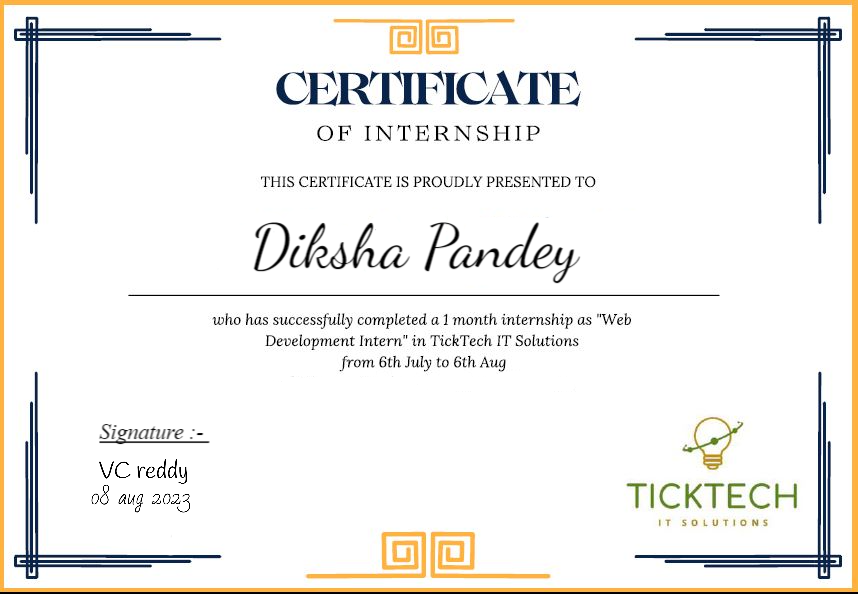 CERTIFICATE
OF INTERNSHIP
THIS CERTIFICATE IS PROUDLY PRESENTED TO
Diksha Pandey
who has successfully completed a 1 month internship as "Web
Development Intern" in TickTech IT Solutions
from 6th July to 6th Aug
Signature :-
VC reddy
08 aug 2023
TICKTECH
IT SOLUTIONS